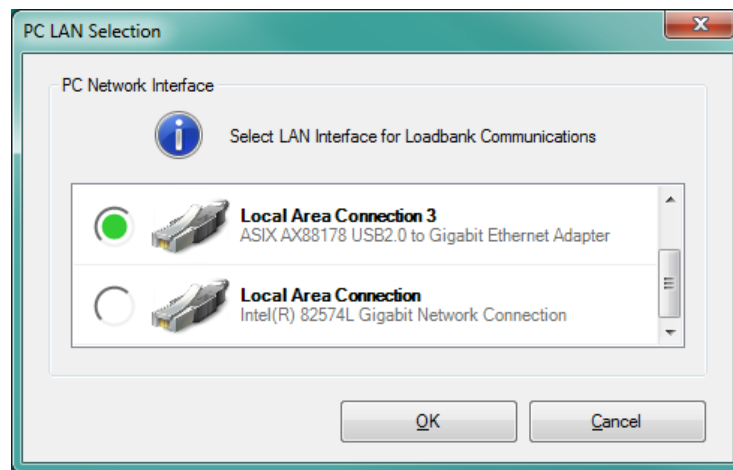 PC LAN Selection
PC Network Interface
Select LAN Interface for Loadbank Communications
Local Area Connection 3
ASIX AX88178 USB2.0 to Gigabit Ethernet Adapter
Local Area Connection
Intel(R) 82574L Gigabit Network Connection
OK
Cancel